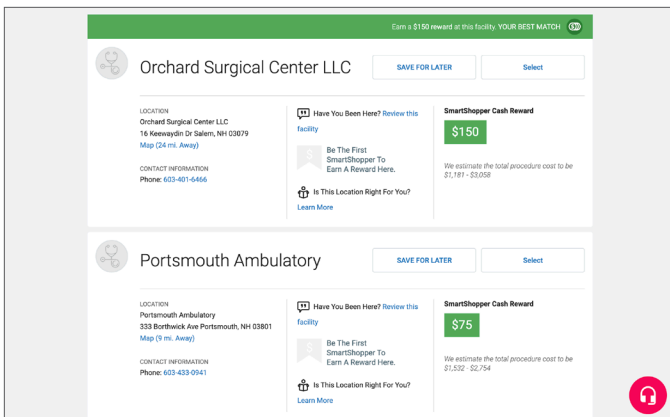 Earn a $150 reward at this facility. YOUR BEST MATCH
Orchard Surgical Center LLC
SAVE FOR LATER
Select
LOCATION
Orchard Surgical Center LLC
16 Keewaydin Dr Salem, NH 03079
Map (24 mi. Away)
CONTACT INFORMATION
Phone: 603-401-6466
Have You Been Here? Review this
facility
Be The First
SmartShopper To
Earn A Reward Here.
Is This Location Right For You?
Learn More
SmartShopper Cash Reward
$150
We estimate the total procedure cost to be
$1,181 - $3,058
Portsmouth Ambulatory
SAVE FOR LATER
Select
LOCATION
Portsmouth Ambulatory
333 Borthwick Ave Portsmouth, NH 03801
Map (9 mi. Away)
CONTACT INFORMATION
Phone: 603-433-0941
Have You Been Here? Review this
facility
Be The First
SmartShopper To
Earn A Reward Here.
Is This Location Right For You?
Learn More
SmartShopper Cash Reward
$75
We estimate the total procedure cost to be
$1,532 - $2,754